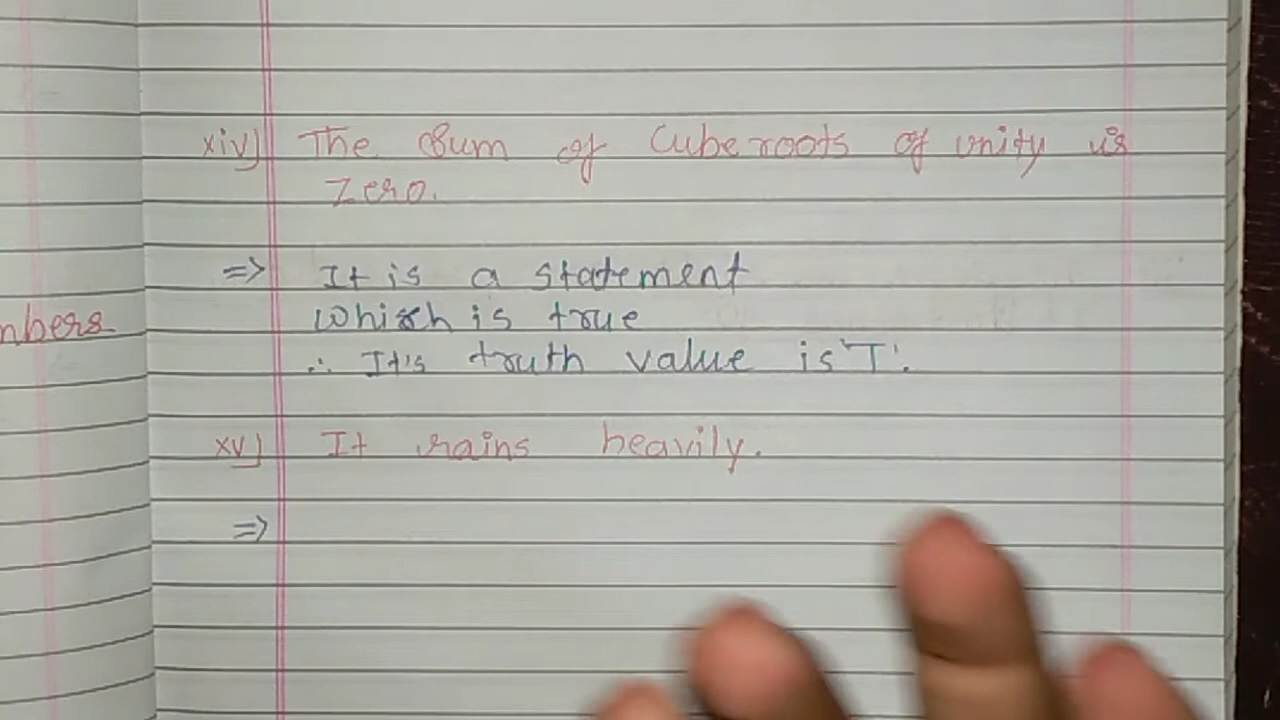 nbers
xiv) The Sum of Cube roots of unity is
Zero.
=> It is a statement
which is true
∴ It's truth value is 'T'.
xv) It rains heavily.
=>